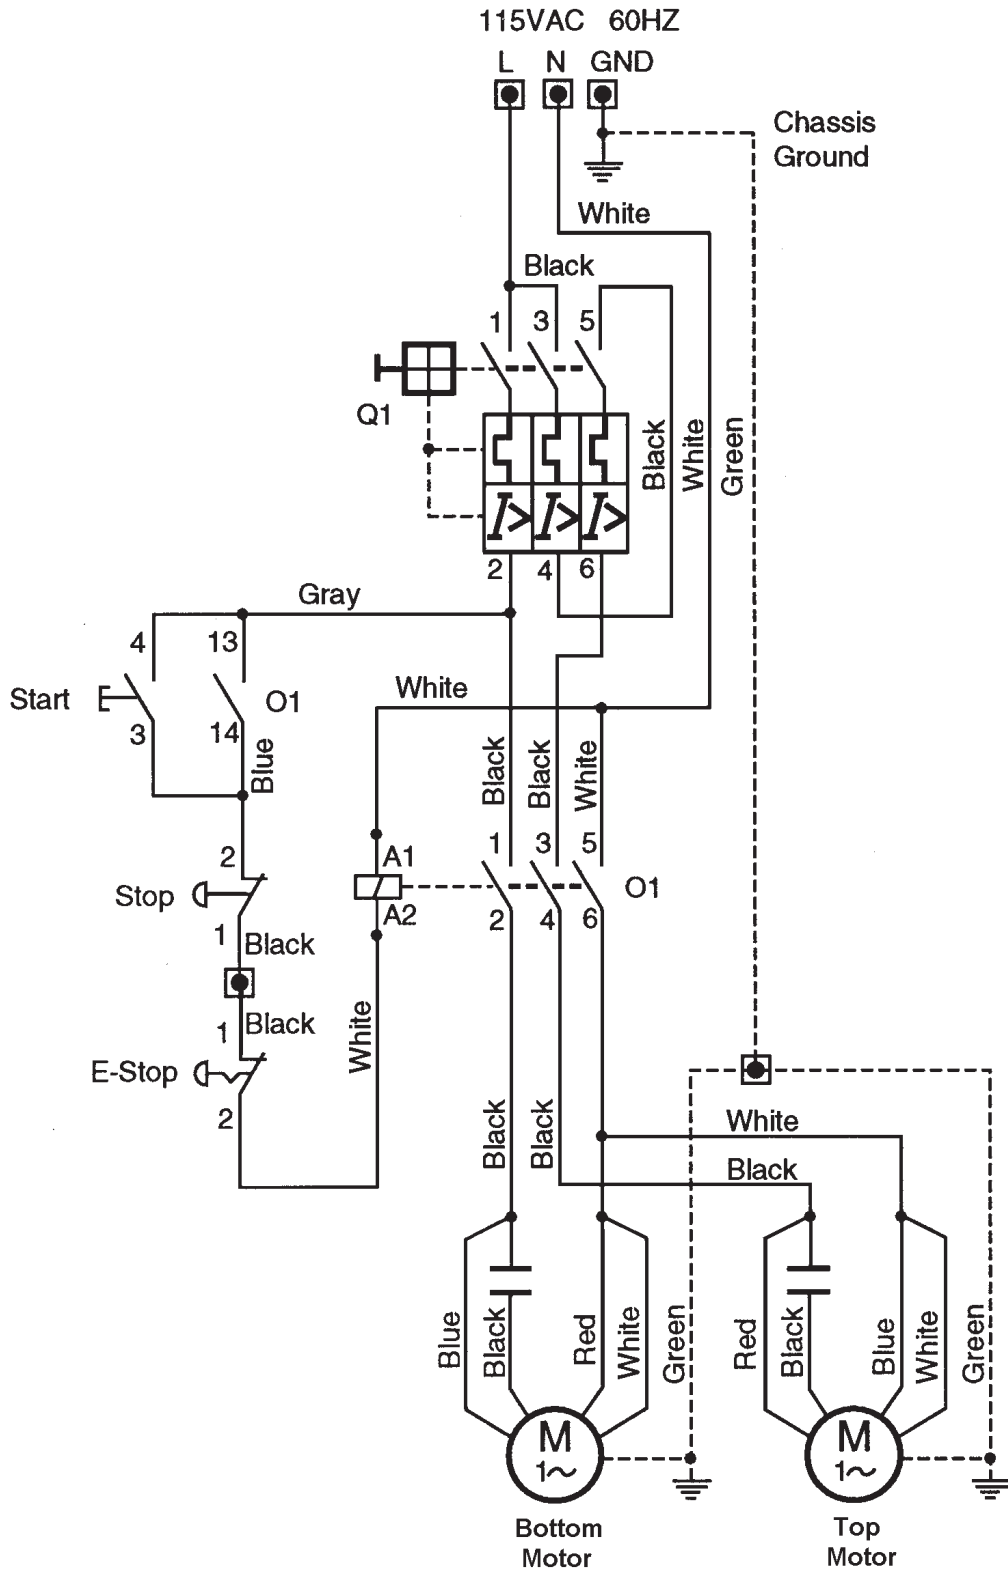 115VAC 60HZ
L N GND
Chassis
Ground
White
Black
1 3 5
Q1
Black
White
Green
2 4 6
Gray
4 13
Start
O1
3 14
Blue
White
Black
Black
White
2
1 3 5
A1
Stop
O1
A2
2 4 6
1
Black
White
1
Black
E-Stop
2
Black
Black
White
Black
Blue
Black
Red
White
Green
Red
Black
Blue
White
Green
M
1~
M
1~
Bottom
Motor
Top
Motor